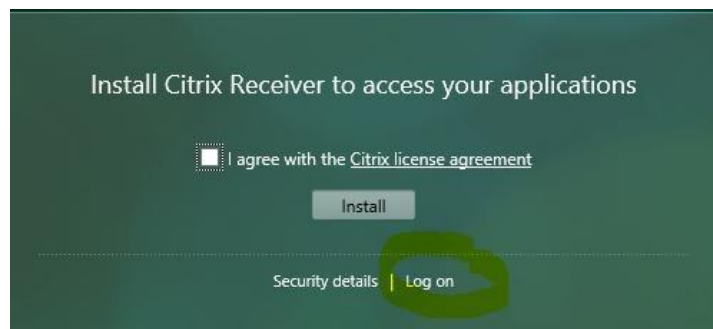 Install Citrix Receiver to access your applications
I agree with the Citrix license agreement
Install
Security details | Log on